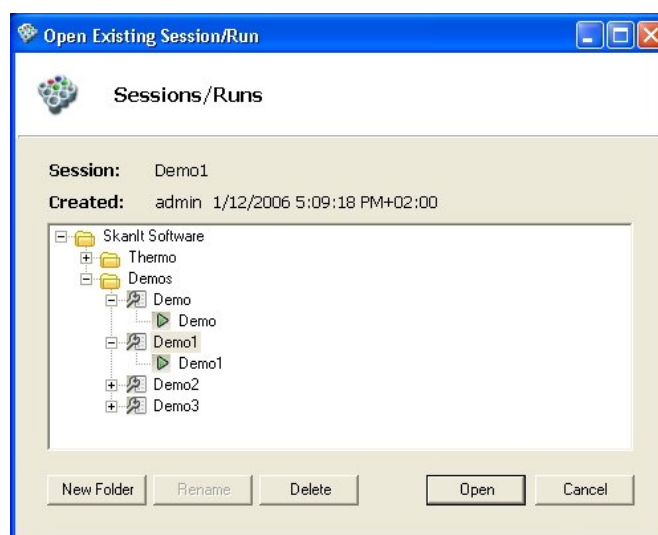 Open Existing Session/Run
Sessions/Runs
Session: Demo1
Created: admin 1/12/2006 5:09:18 PM+02:00
SkanIt Software
Thermo
Demos
Demo
Demo
Demo1
Demo1
Demo2
Demo3
New Folder Rename Delete Open Cancel